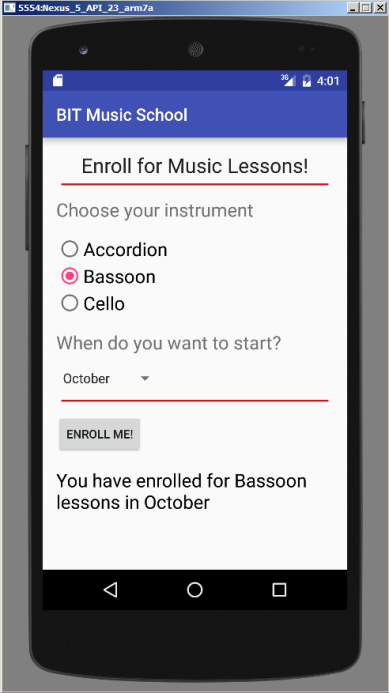 5554:Nexus_5_API_23_arm7a
3G 4:01
BIT Music School
Enroll for Music Lessons!
Choose your instrument
Accordion
Bassoon
Cello
When do you want to start?
October
ENROLL ME!
You have enrolled for Bassoon
lessons in October